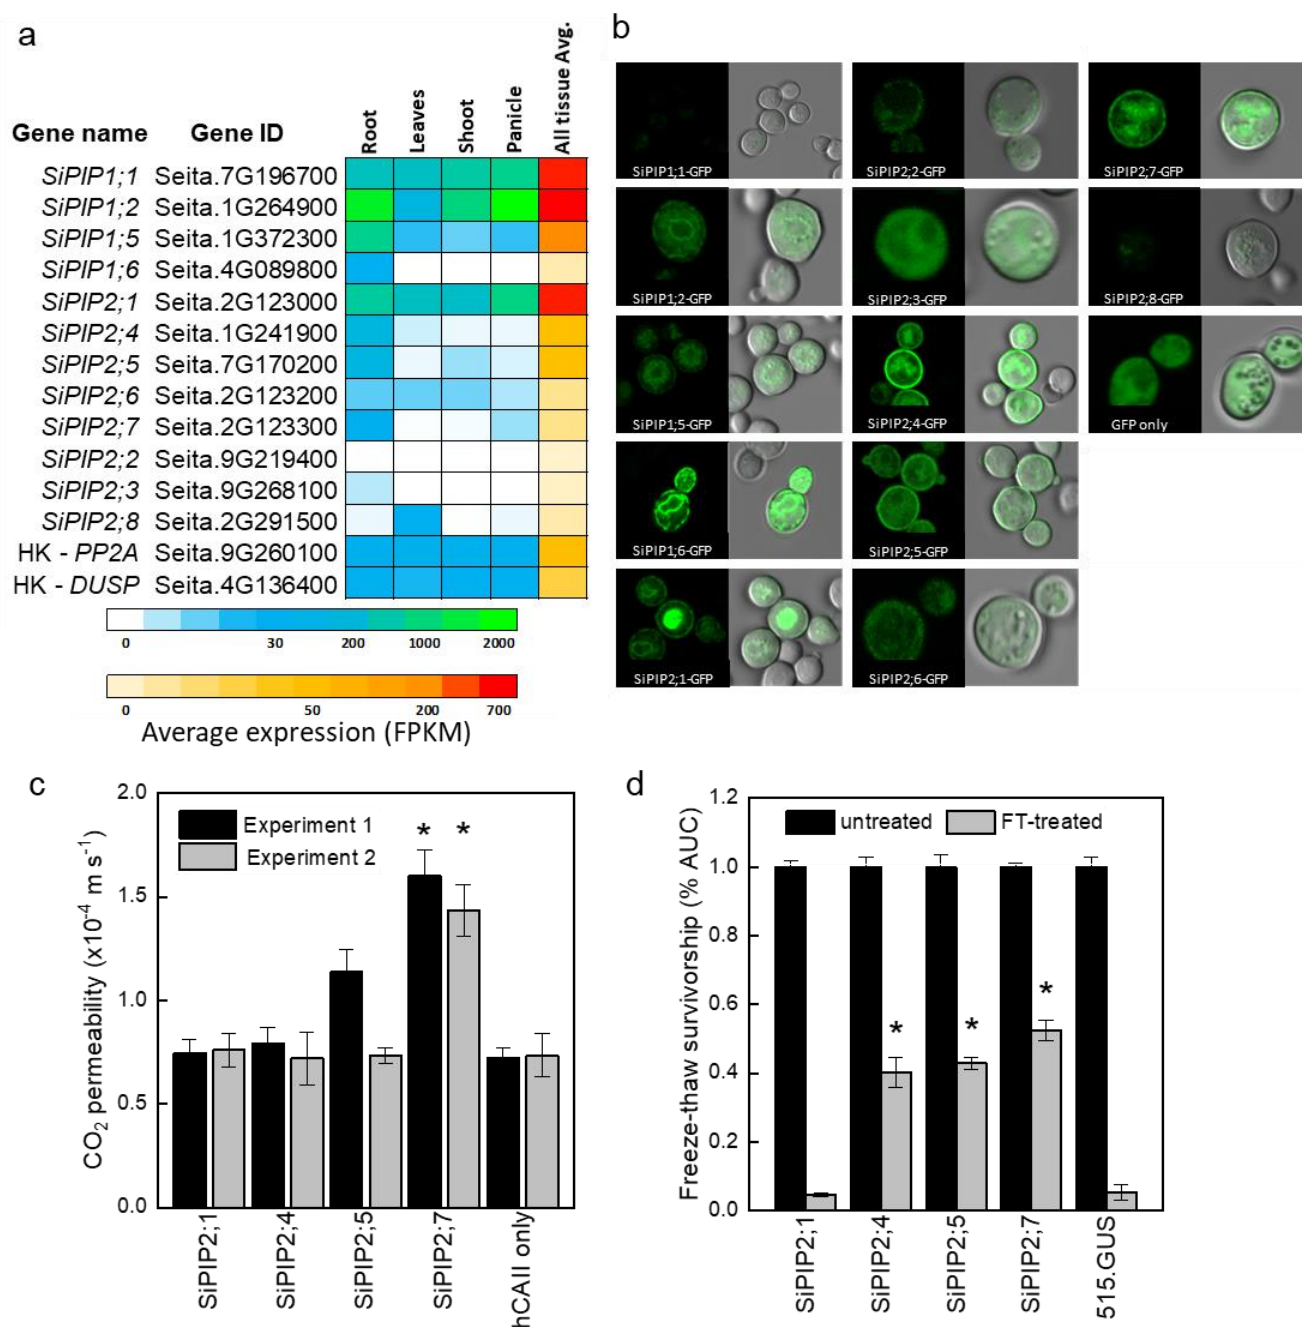 a
Gene name Gene ID Root Leaves Shoot Panicle All tissue Avg.
SiPIP1;1 Seita.7G196700
SiPIP1;2 Seita.1G264900
SiPIP1;5 Seita.1G372300
SiPIP1;6 Seita.4G089800
SiPIP2;1 Seita.2G123000
SiPIP2;4 Seita.1G241900
SiPIP2;5 Seita.7G170200
SiPIP2;6 Seita.2G123200
SiPIP2;7 Seita.2G123300
SiPIP2;2 Seita.9G219400
SiPIP2;3 Seita.9G268100
SiPIP2;8 Seita.2G291500
HK - PP2A Seita.9G260100
HK - DUSP Seita.4G136400
0 30 200 1000 2000
0 50 200 700
Average expression (FPKM)
b
SiPIP1;1-GFP SiPIP2;2-GFP SiPIP2;7-GFP
SiPIP1;2-GFP SiPIP2;3-GFP SiPIP2;8-GFP
SiPIP1;5-GFP SiPIP2;4-GFP GFP only
SiPIP1;6-GFP SiPIP2;5-GFP
SiPIP2;1-GFP SiPIP2;6-GFP
c
CO2 permeability (x10-4 m s-1)
2.0
1.5
1.0
0.5
0.0
Experiment 1
Experiment 2
* *
SiPIP2;1 SiPIP2;4 SiPIP2;5 SiPIP2;7 hCAII only
d
Freeze-thaw survivorship (% AUC)
1.2
1.0
0.8
0.6
0.4
0.2
0.0
untreated FT-treated
* * *
SiPIP2;1 SiPIP2;4 SiPIP2;5 SiPIP2;7 515.GUS